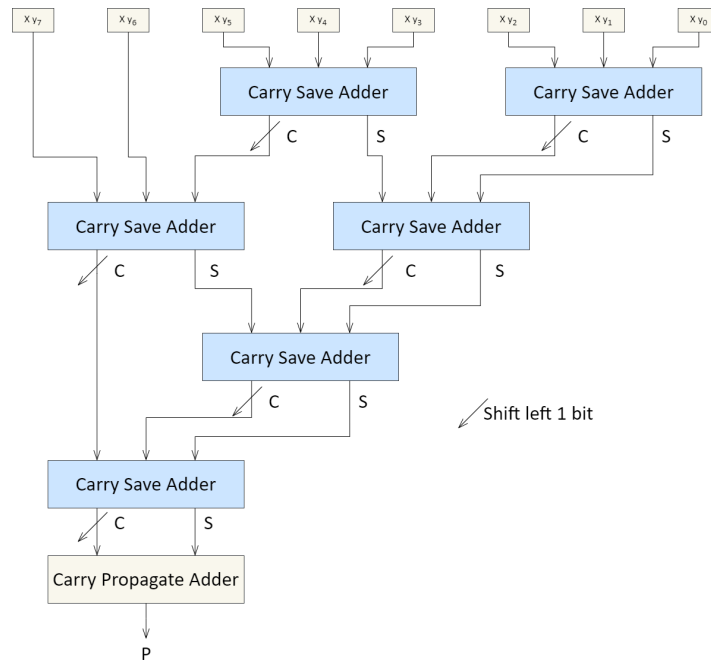 X y₇
X y₆
X y₅
X y₄
X y₃
X y₂
X y₁
X y₀
Carry Save Adder
Carry Save Adder
C
S
C
S
Carry Save Adder
Carry Save Adder
C
S
C
S
Carry Save Adder
C
S
Shift left 1 bit
Carry Save Adder
C
S
Carry Propagate Adder
P